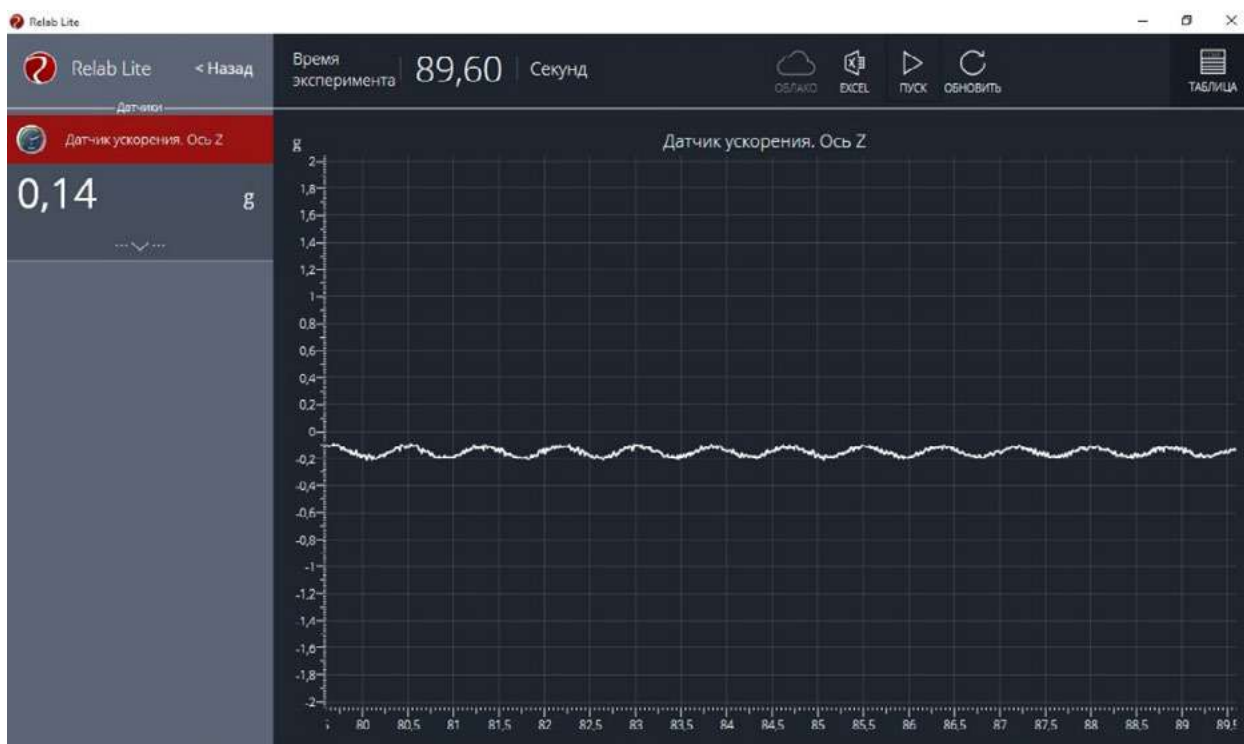 Relab Lite
Relab Lite
< Назад
Время
эксперимента
89,60
Секунд
ОБЛАКО
EXCEL
ПУСК
ОБНОВИТЬ
ТАБЛИЦА
Датчики
Датчик ускорения. Ось Z
0,14 g
g
Датчик ускорения. Ось Z
2
1,8
1,6
1,4
1,2
1
0,8
0,6
0,4
0,2
0
-0,2
-0,4
-0,6
-0,8
-1
-1,2
-1,4
-1,6
-1,8
-2
80 80,5 81 81,5 82 82,5 83 83,5 84 84,5 85 85,5 86 86,5 87 87,5 88 88,5 89